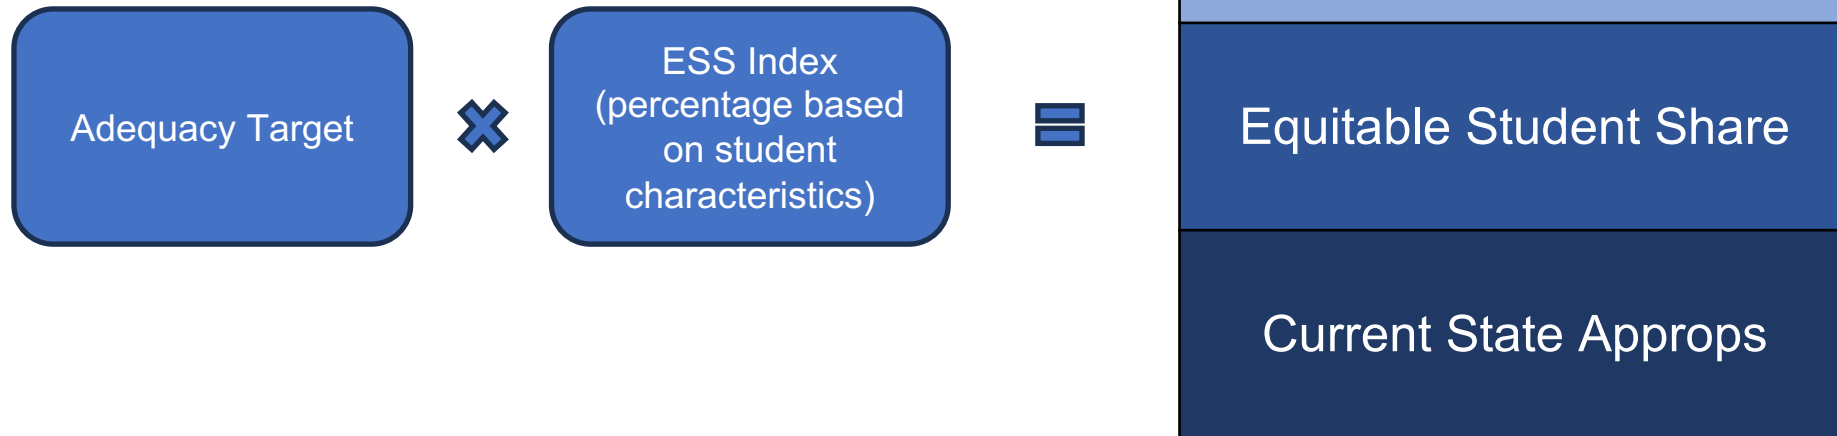 Adequacy Target
ESS Index
(percentage based
on student
characteristics)
Equitable Student Share
Current State Approps